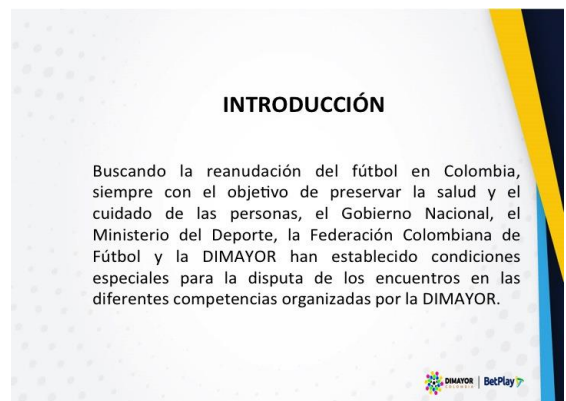 INTRODUCCIÓN
Buscando la reanudación del fútbol en Colombia,
siempre con el objetivo de preservar la salud y el
cuidado de las personas, el Gobierno Nacional, el
Ministerio del Deporte, la Federación Colombiana de
Fútbol y la DIMAYOR han establecido condiciones
especiales para la disputa de los encuentros en las
diferentes competencias organizadas por la DIMAYOR.
DIMAYOR | BetPlay
COLOMBIA